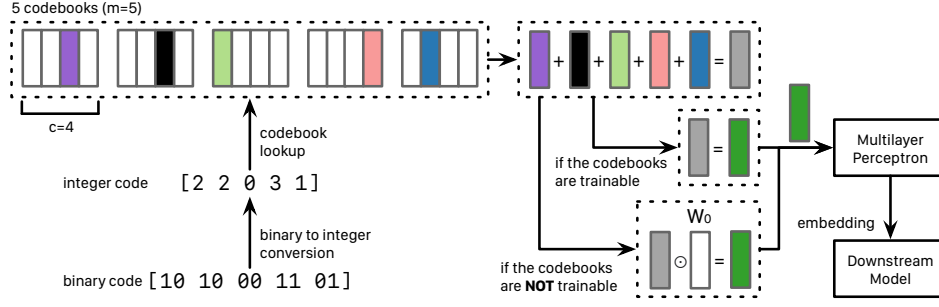 5 codebooks (m=5)
+ + + + =
c=4
codebook
lookup
integer code [2 2 0 3 1]
binary to integer
conversion
binary code [10 10 00 11 01]
if the codebooks
are trainable
=
W₀
⊙ =
if the codebooks
are NOT trainable
Multilayer
Perceptron
embedding
Downstream
Model